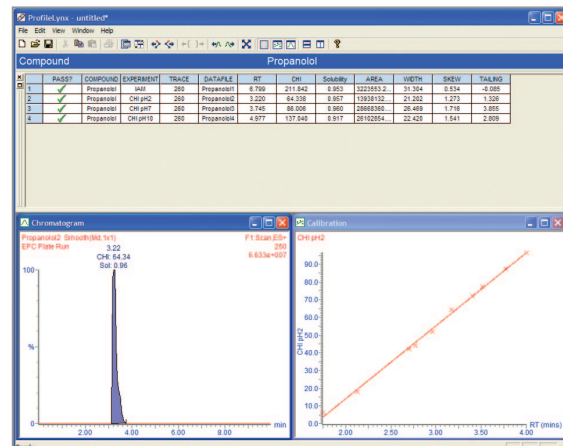 ProfileLynx - untitled*
File Edit View Window Help
Compound Propanolol
PASS? COMPOUND EXPERIMENT TRACE DATAFILE RT CHI Solubility AREA WIDTH SKEW TAILING
1 Propanolol IAM 260 Propanolol1 6.799 211.842 0.953 3223553.2... 31.304 0.534 -0.085
2 Propanolol CHI pH2 260 Propanolol2 3.220 64.338 0.957 13938132... 21.202 1.273 1.326
3 Propanolol CHI pH7 260 Propanolol3 3.745 86.006 0.960 28668360... 26.469 1.716 3.855
4 Propanolol CHI pH10 260 Propanolol4 4.977 137.040 0.917 26102854... 22.420 1.541 2.809
Chromatogram
Propanolol2 Smooth(Md,1x1)
EPC Plate Run
F1 Scan,ES+
260
6.633e+007
3.22
CHI: 64.34
Sol: 0.96
100
%
0
2.00 4.00 6.00 8.00 min
Calibration
CHI pH2
90.0
80.0
70.0
60.0
CHI pH2
50.0
40.0
30.0
20.0
10.0
0.0
2.00 2.50 3.00 3.50 4.00
RT (mins)